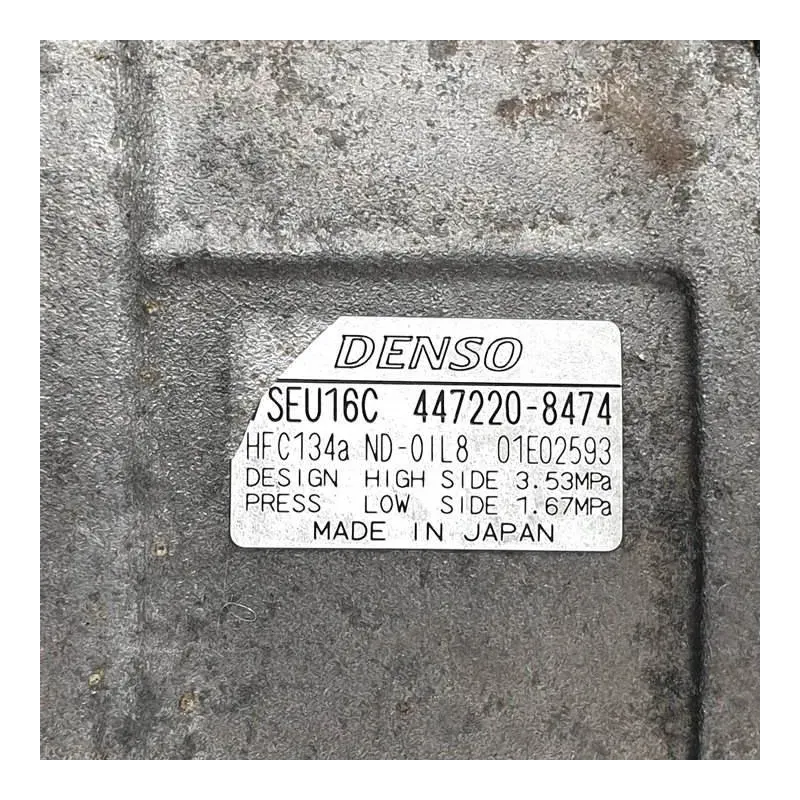 DENSO
7SEU16C 447220-8474
HFC134a ND-OIL8 01E02593
DESIGN HIGH SIDE 3.53MPa
PRESS LOW SIDE 1.67MPa
MADE IN JAPAN